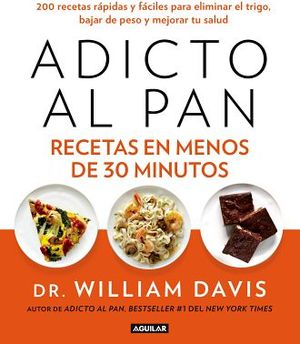 200 recetas rápidas y fáciles para eliminar el trigo,
bajar de peso y mejorar tu salud
ADICTO
AL PAN
RECETAS EN MENOS
DE 30 MINUTOS
DR. WILLIAM DAVIS
AUTOR DE ADICTO AL PAN, BESTSELLER #1 DEL NEW YORK TIMES
AGUILAR